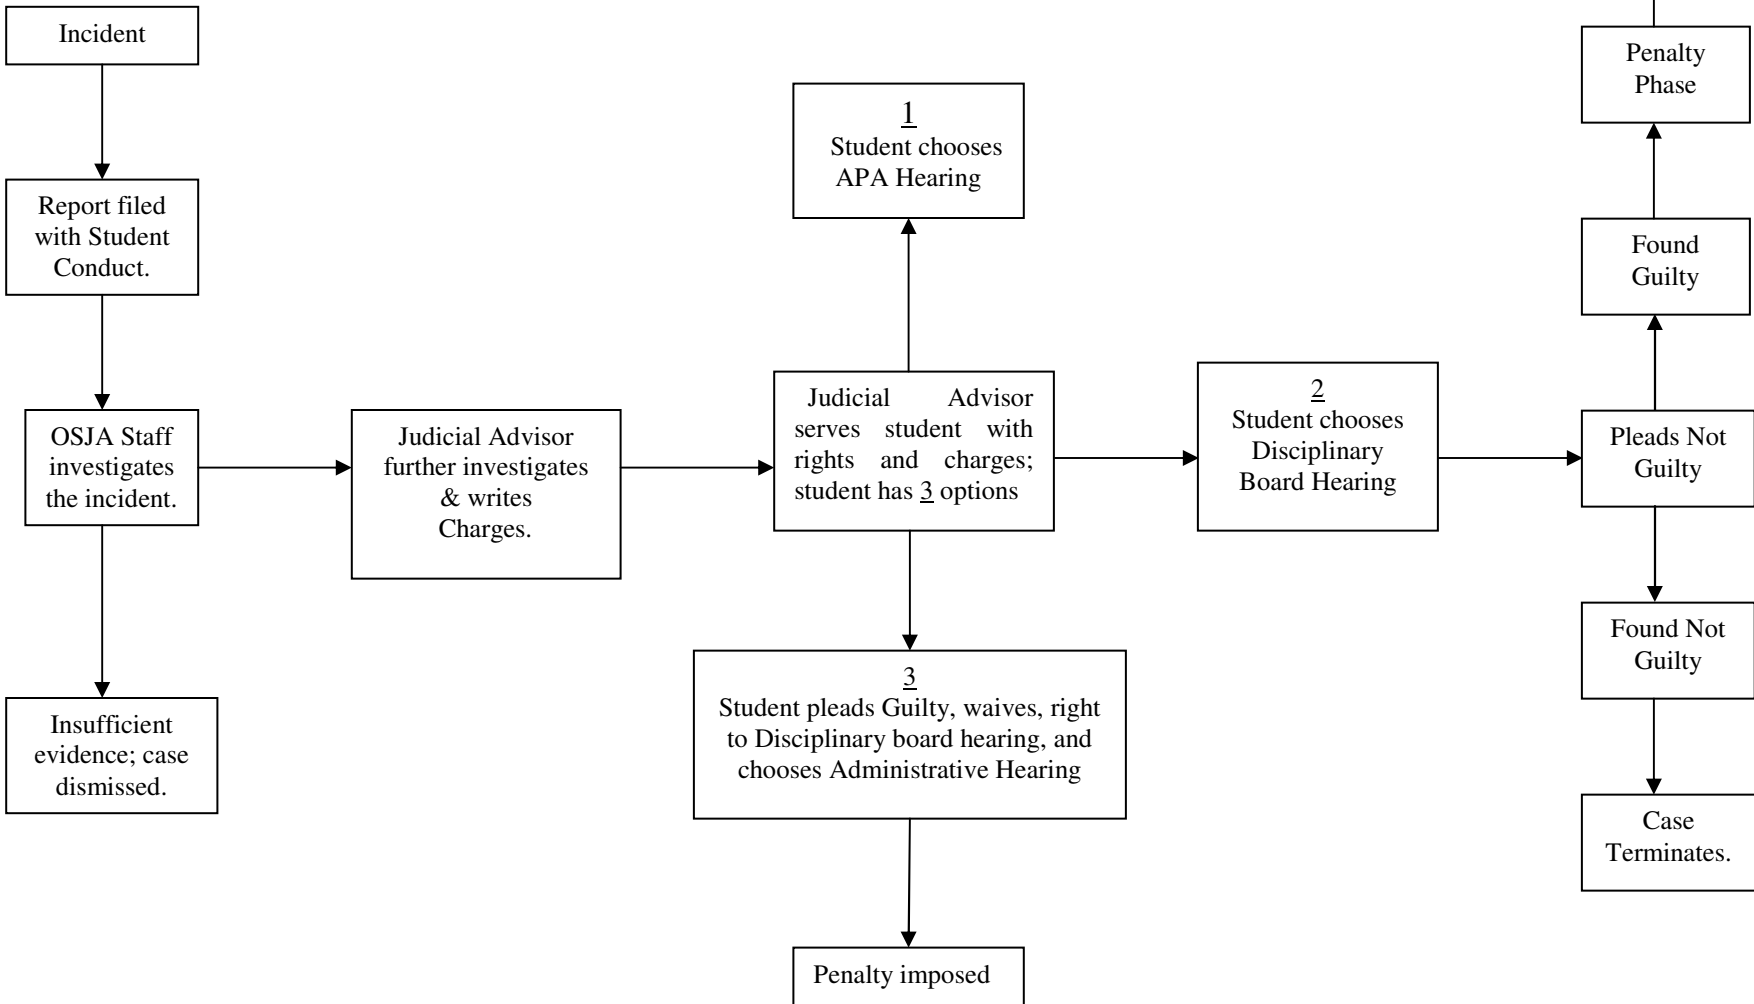 Incident
Report filed
with Student
Conduct.
OSJA Staff
investigates
the incident.
Insufficient
evidence; case
dismissed.
Judicial Advisor
further investigates
& writes
Charges.
1
Student chooses
APA Hearing
Judicial Advisor
serves student with
rights and charges;
student has 3 options
3
Student pleads Guilty, waives, right
to Disciplinary board hearing, and
chooses Administrative Hearing
Penalty imposed
2
Student chooses
Disciplinary
Board Hearing
Penalty
Phase
Found
Guilty
Pleads Not
Guilty
Found Not
Guilty
Case
Terminates.